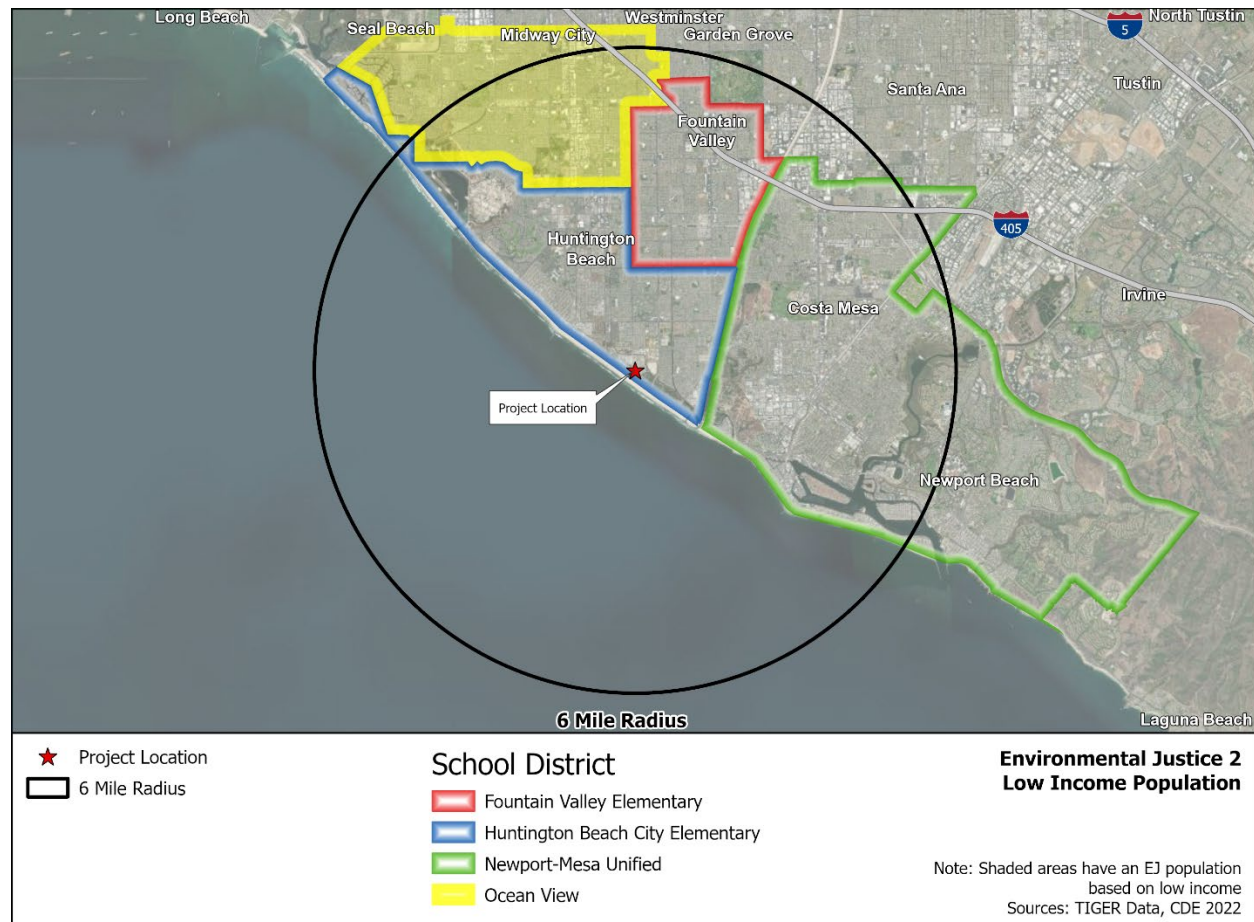 Long Beach
Seal Beach
Westminster
Midway City
Garden Grove
North Tustin
5
Tustin
Santa Ana
Fountain
Valley
Huntington
Beach
405
Irvine
Costa Mesa
Project Location
Newport Beach
6 Mile Radius
Laguna Beach
Project Location
6 Mile Radius
School District
Fountain Valley Elementary
Huntington Beach City Elementary
Newport-Mesa Unified
Ocean View
Environmental Justice 2
Low Income Population
Note: Shaded areas have an EJ population
based on low income
Sources: TIGER Data, CDE 2022